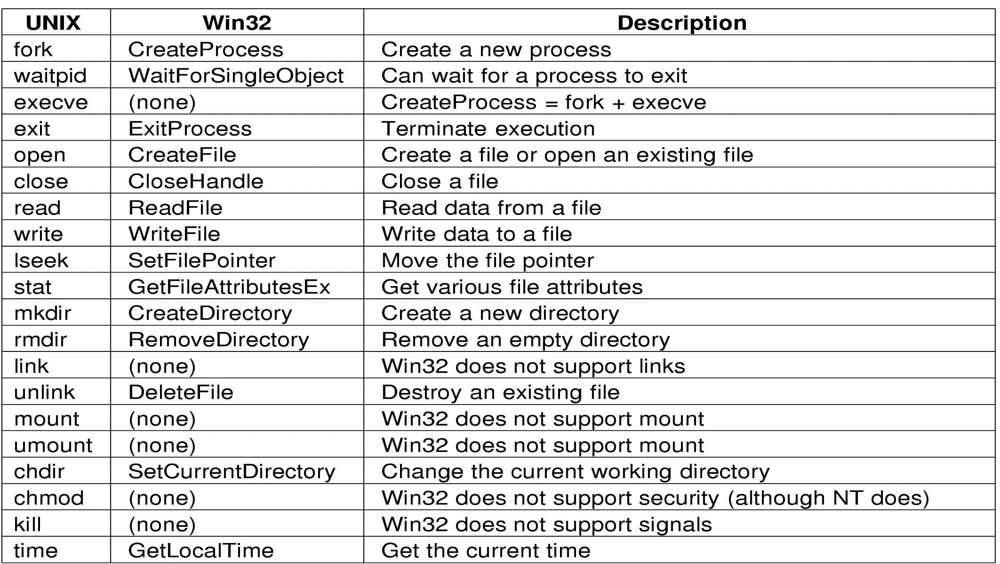 UNIX Win32 Description
fork CreateProcess Create a new process
waitpid WaitForSingleObject Can wait for a process to exit
execve (none) CreateProcess = fork + execve
exit ExitProcess Terminate execution
open CreateFile Create a file or open an existing file
close CloseHandle Close a file
read ReadFile Read data from a file
write WriteFile Write data to a file
lseek SetFilePointer Move the file pointer
stat GetFileAttributesEx Get various file attributes
mkdir CreateDirectory Create a new directory
rmdir RemoveDirectory Remove an empty directory
link (none) Win32 does not support links
unlink DeleteFile Destroy an existing file
mount (none) Win32 does not support mount
umount (none) Win32 does not support mount
chdir SetCurrentDirectory Change the current working directory
chmod (none) Win32 does not support security (although NT does)
kill (none) Win32 does not support signals
time GetLocalTime Get the current time